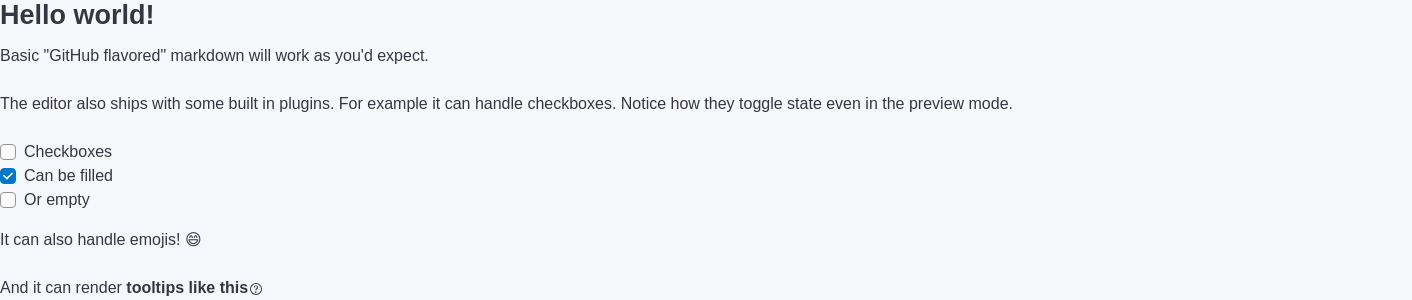 Hello world!
Basic "GitHub flavored" markdown will work as you'd expect.
The editor also ships with some built in plugins. For example it can handle checkboxes. Notice how they toggle state even in the preview mode.
Checkboxes
Can be filled
Or empty
It can also handle emojis! 😄
And it can render tooltips like this